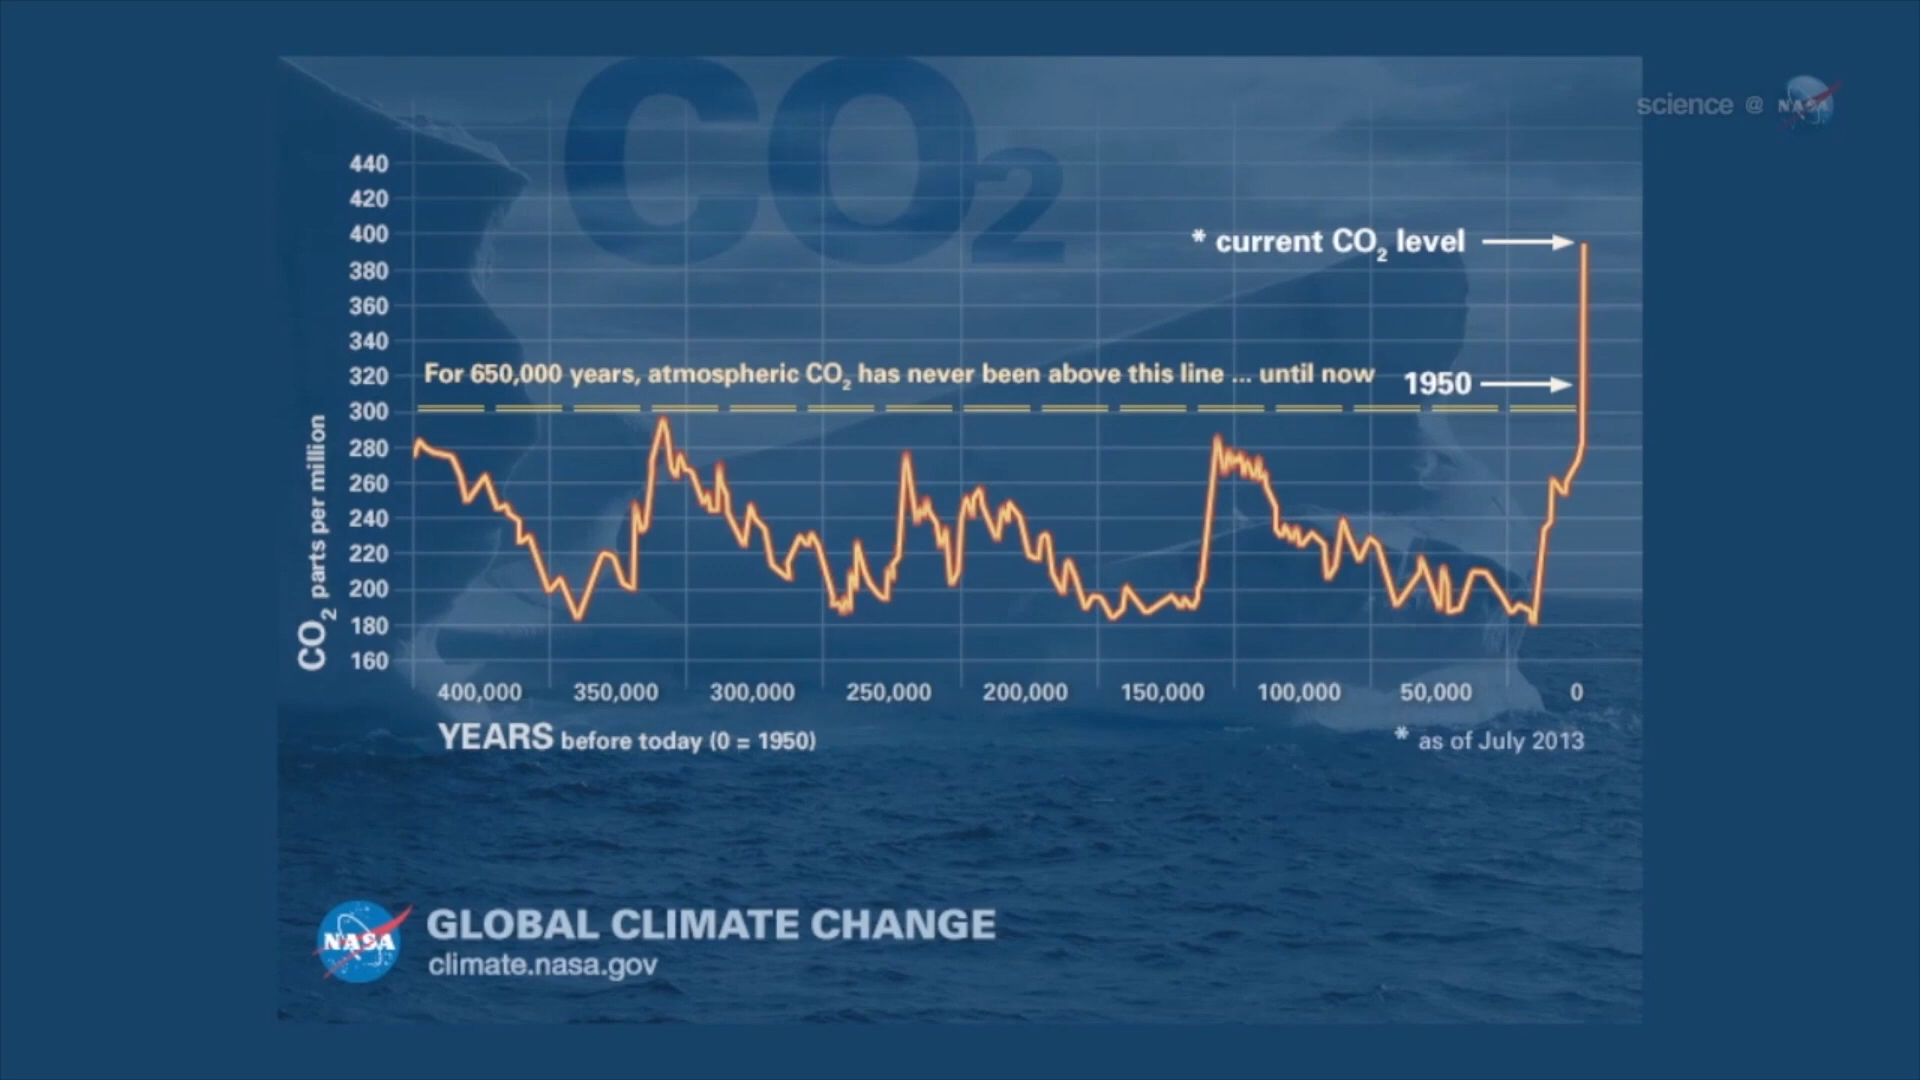 CO2
science @ NASA
440
420
400
* current CO2 level
380
360
340
320
For 650,000 years, atmospheric CO2 has never been above this line ... until now
1950
300
280
260
240
220
200
180
160
CO2 parts per million
400,000 350,000 300,000 250,000 200,000 150,000 100,000 50,000 0
YEARS before today (0 = 1950)
* as of July 2013
NASA
GLOBAL CLIMATE CHANGE
climate.nasa.gov